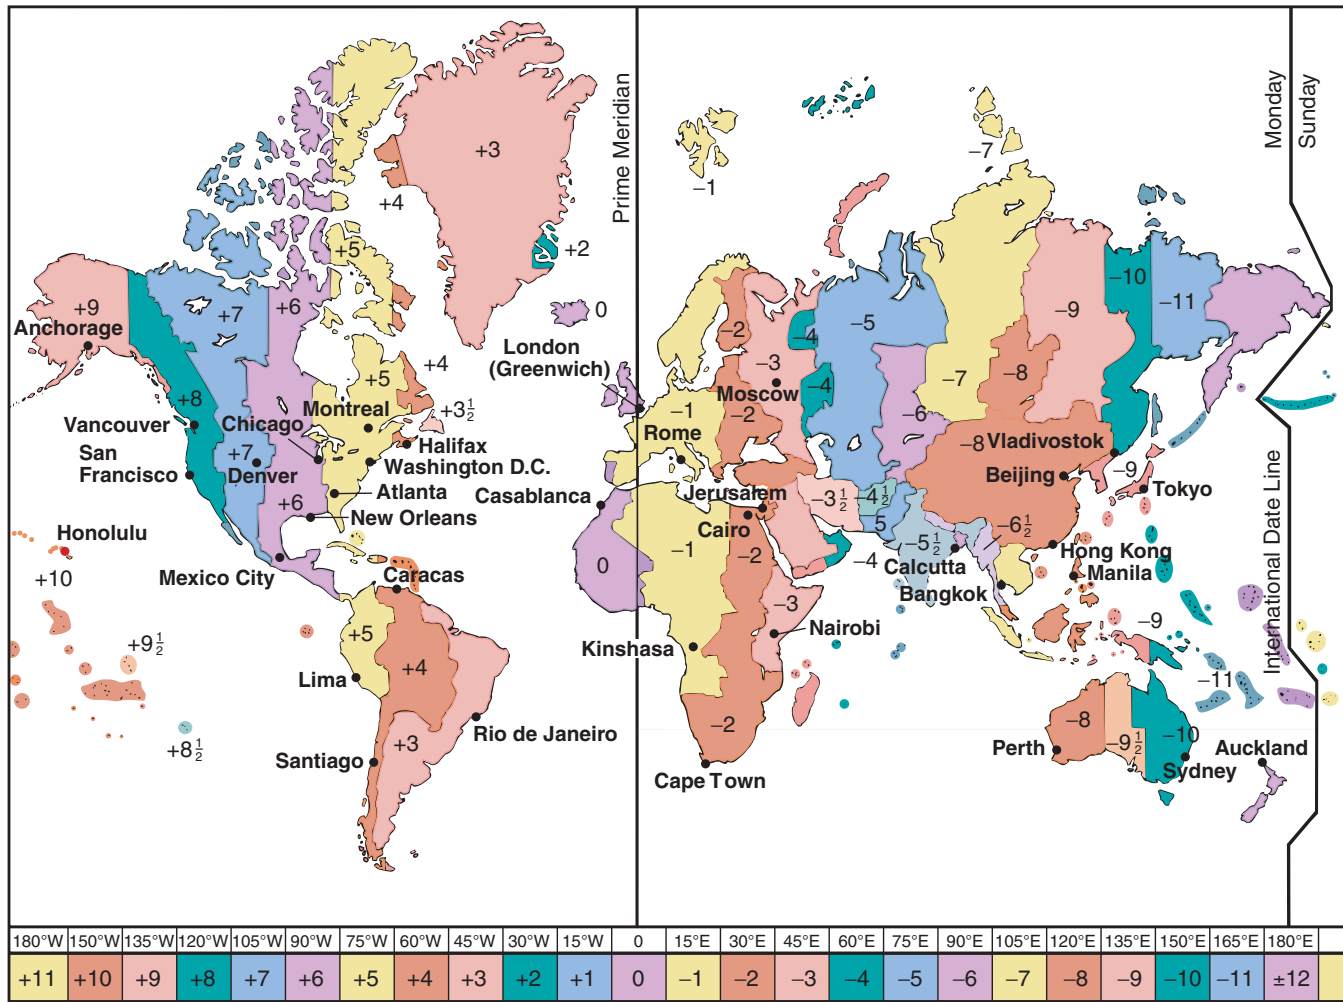 Prime Meridian
Monday
Sunday
International Date Line
+3
+4
+2
+5
0
−7
−1
+9
Anchorage
+7
+6
−10
−11
London
(Greenwich)
−2
−4
−5
−9
+4
+8
+5
−3
−4
−7
−8
Moscow
Montreal
+3½
−1
−2
−6
Vancouver
Chicago
Halifax
Rome
−8
Vladivostok
San
Francisco
+7
Denver
Washington D.C.
Beijing
−9
Tokyo
Atlanta
Casablanca
Jerusalem
−3½
−4½
+6
New Orleans
Cairo
−5
−5½
−6½
Honolulu
+10
Mexico City
Caracas
0
−1
−2
−4
Calcutta
Bangkok
Hong Kong
Manila
−3
+9½
+5
+4
Kinshasa
Nairobi
−9
Lima
−11
+8½
+3
Rio de Janeiro
−2
−8
−9½
−10
Santiago
Cape Town
Perth
Sydney
Auckland
180°W 150°W 135°W 120°W 105°W 90°W 75°W 60°W 45°W 30°W 15°W 0 15°E 30°E 45°E 60°E 75°E 90°E 105°E 120°E 135°E 150°E 165°E 180°E
+11 +10 +9 +8 +7 +6 +5 +4 +3 +2 +1 0 −1 −2 −3 −4 −5 −6 −7 −8 −9 −10 −11 ±12